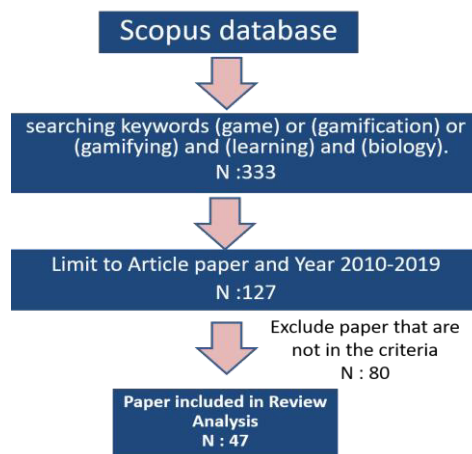 Scopus database
searching keywords (game) or (gamification) or
(gamifying) and (learning) and (biology).
N :333
Limit to Article paper and Year 2010-2019
N :127
Exclude paper that are
not in the criteria
N : 80
Paper included in Review
Analysis
N : 47